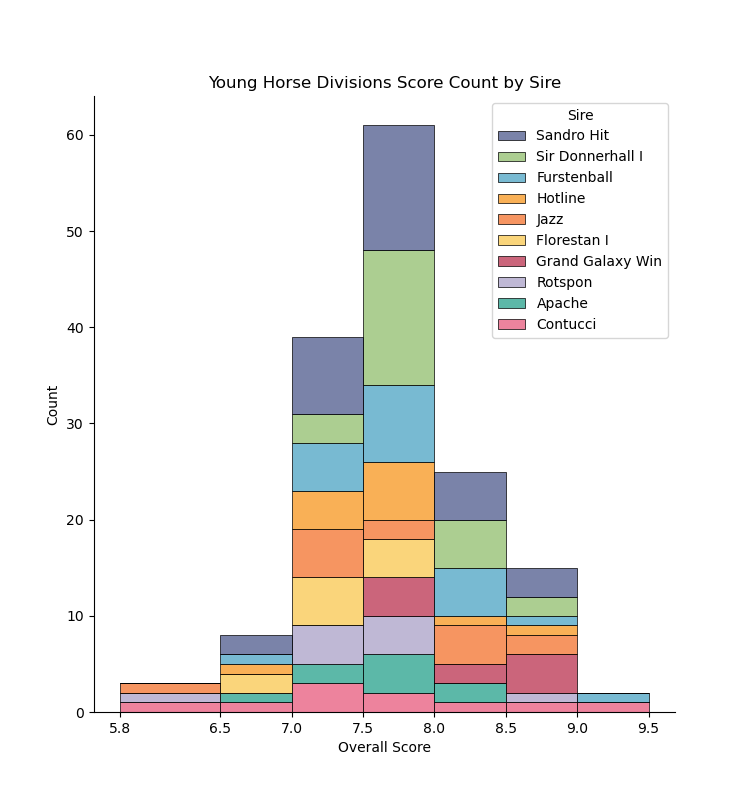 Young Horse Divisions Score Count by Sire
Sire
Sandro Hit
Sir Donnerhall I
Furstenball
Hotline
Jazz
Florestan I
Grand Galaxy Win
Rotspon
Apache
Contucci
Count
60
50
40
30
20
10
0
5.8 6.5 7.0 7.5 8.0 8.5 9.0 9.5
Overall Score